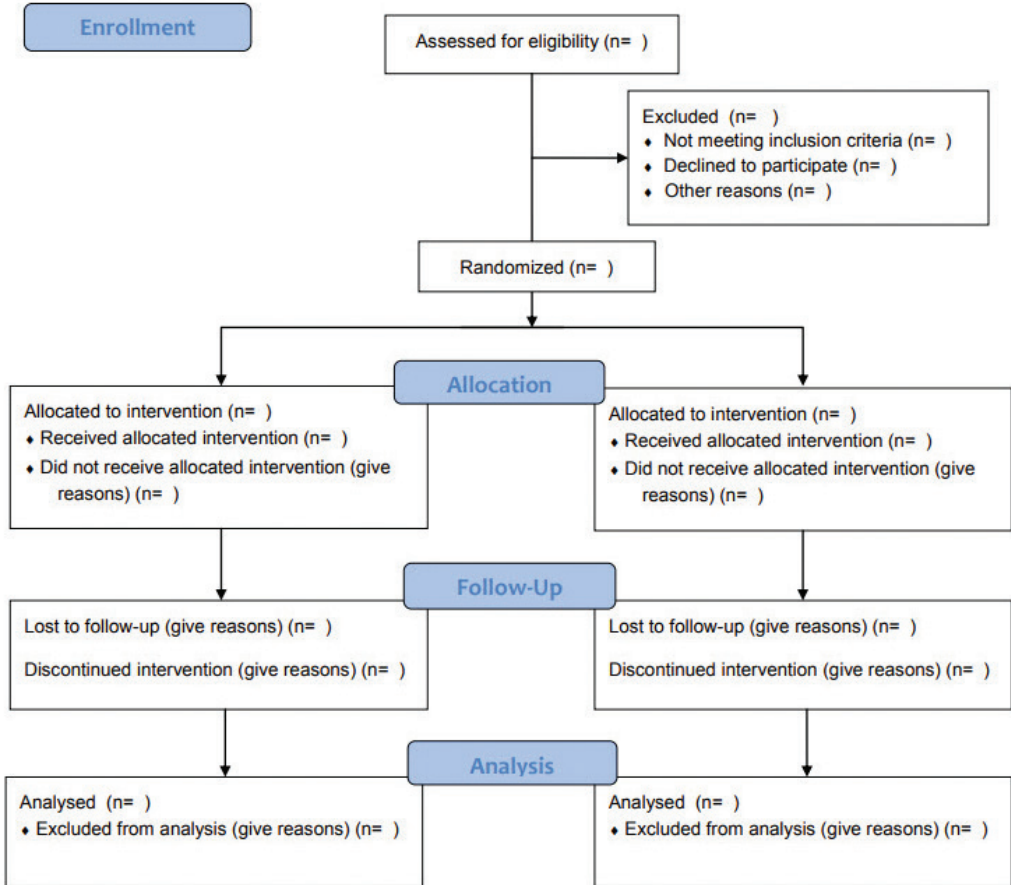 Enrollment
Assessed for eligibility (n= )
Excluded (n= )
♦ Not meeting inclusion criteria (n= )
♦ Declined to participate (n= )
♦ Other reasons (n= )
Randomized (n= )
Allocation
Allocated to intervention (n= )
♦ Received allocated intervention (n= )
♦ Did not receive allocated intervention (give
reasons) (n= )
Allocated to intervention (n= )
♦ Received allocated intervention (n= )
♦ Did not receive allocated intervention (give
reasons) (n= )
Follow-Up
Lost to follow-up (give reasons) (n= )
Discontinued intervention (give reasons) (n= )
Lost to follow-up (give reasons) (n= )
Discontinued intervention (give reasons) (n= )
Analysis
Analysed (n= )
♦ Excluded from analysis (give reasons) (n= )
Analysed (n= )
♦ Excluded from analysis (give reasons) (n= )